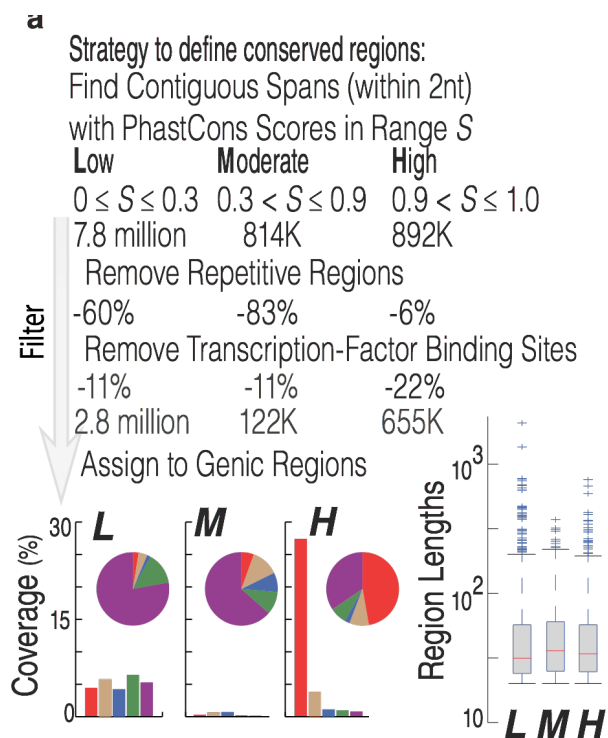 a
Strategy to define conserved regions:
Find Contiguous Spans (within 2nt)
with PhastCons Scores in Range S
Low Moderate High
0 ≤ S ≤ 0.3 0.3 < S ≤ 0.9 0.9 < S ≤ 1.0
7.8 million 814K 892K
Remove Repetitive Regions
-60% -83% -6%
Remove Transcription-Factor Binding Sites
-11% -11% -22%
2.8 million 122K 655K
Assign to Genic Regions
Filter
Coverage (%)
30
15
0
L M H
Region Lengths
10³
10²
10
L M H